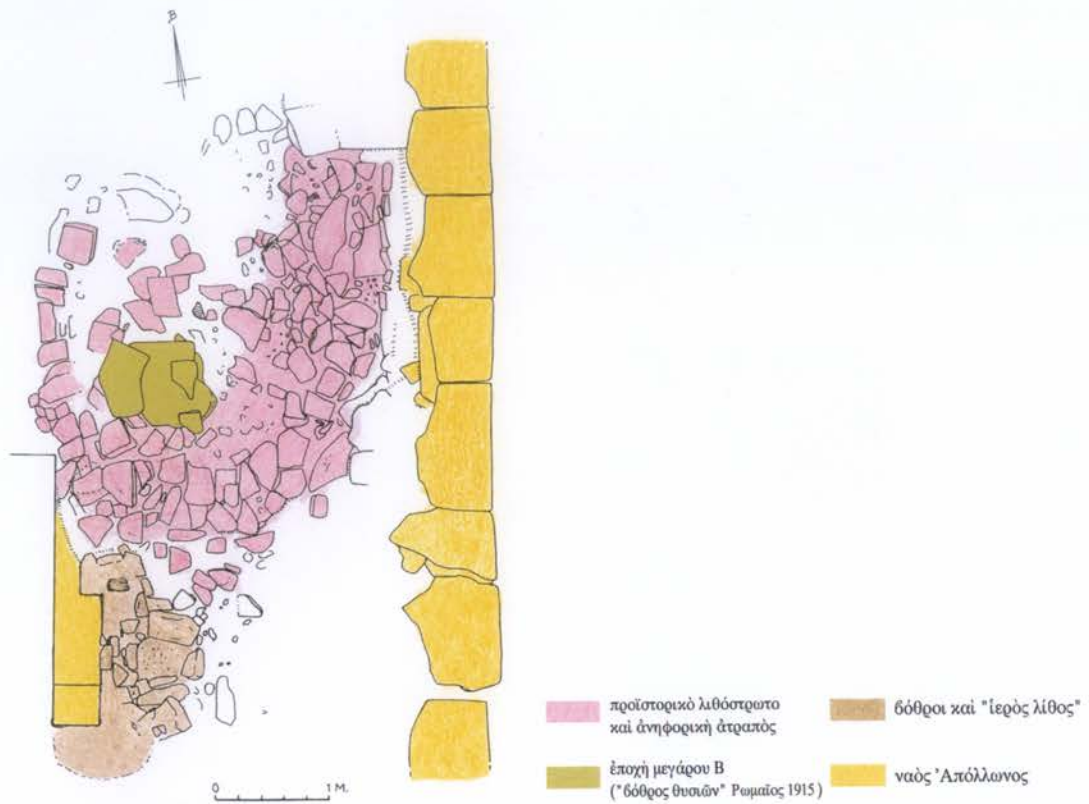 Β
0 1 Μ.
προϊστορικὸ λιθόστρωτο
καὶ ἀνηφορικὴ ἀτραπός
ἐποχὴ μεγάρου Β
("βόθρος θυσιῶν" Ρωμαῖος 1915)
βόθροι καὶ "ἱερὸς λίθος"
ναὸς Ἀπόλλωνος